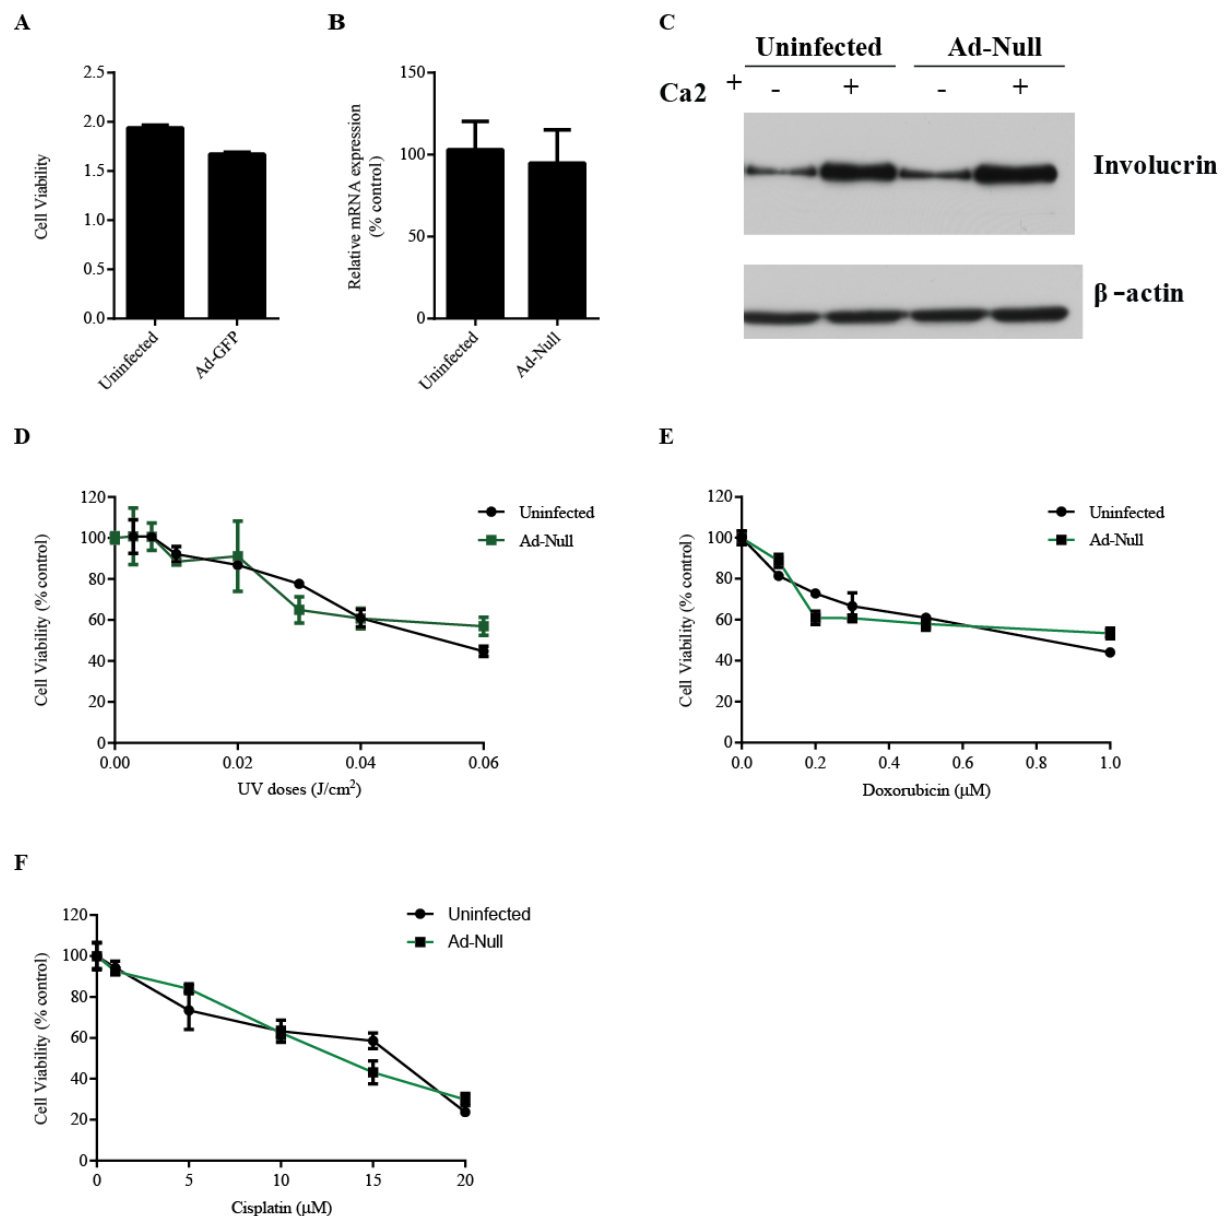 A
B
C
2.5
2.0
1.5
1.0
0.5
0.0
Cell Viability
Uninfected
Ad-GFP
150
100
50
0
Relative mRNA expression
(% control)
Uninfected
Ad-Null
Uninfected
Ad-Null
Ca2 + - + - +
Involucrin
β-actin
D
120
100
80
60
40
20
0
Cell Viability (% control)
0.00
0.02
0.04
0.06
UV doses (J/cm²)
Uninfected
Ad-Null
E
120
100
80
60
40
20
0
Cell Viability (% control)
0.0
0.2
0.4
0.6
0.8
1.0
Doxorubicin (µM)
Uninfected
Ad-Null
F
120
100
80
60
40
20
0
Cell Viability (% control)
0
5
10
15
20
Cisplatin (µM)
Uninfected
Ad-Null